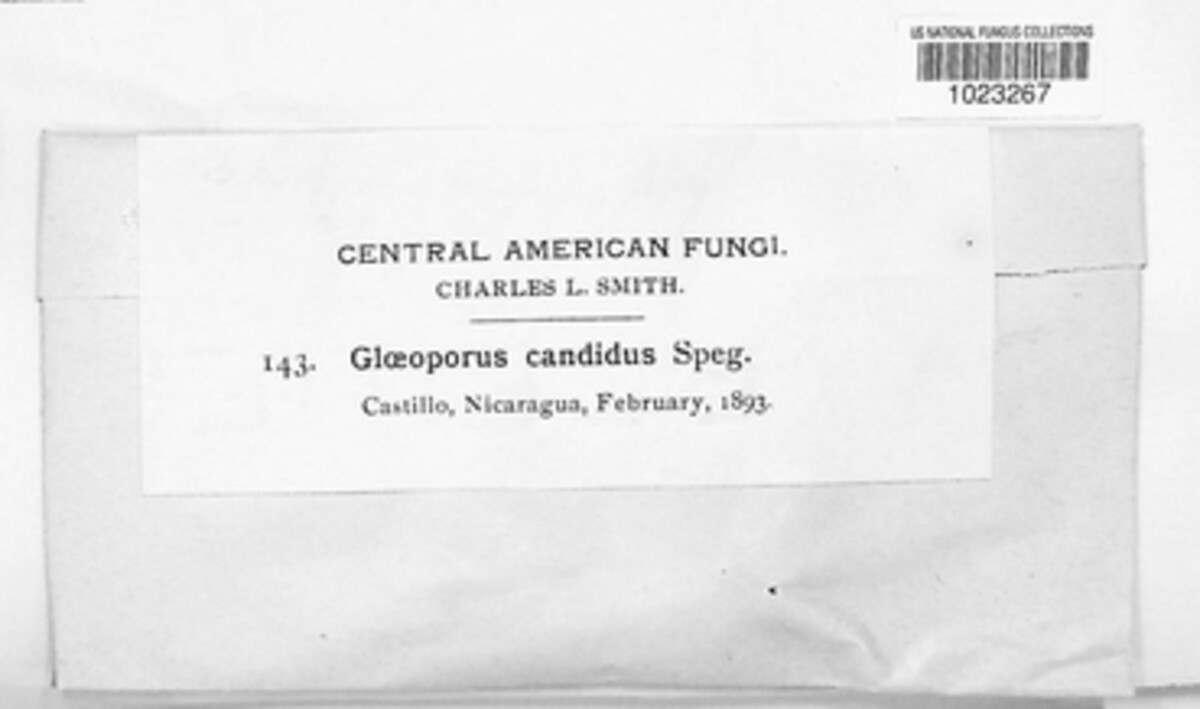 US NATIONAL FUNGUS COLLECTIONS
1023267
CENTRAL AMERICAN FUNGI.
CHARLES L. SMITH.
143. Glœoporus candidus Speg.
Castillo, Nicaragua, February, 1893.